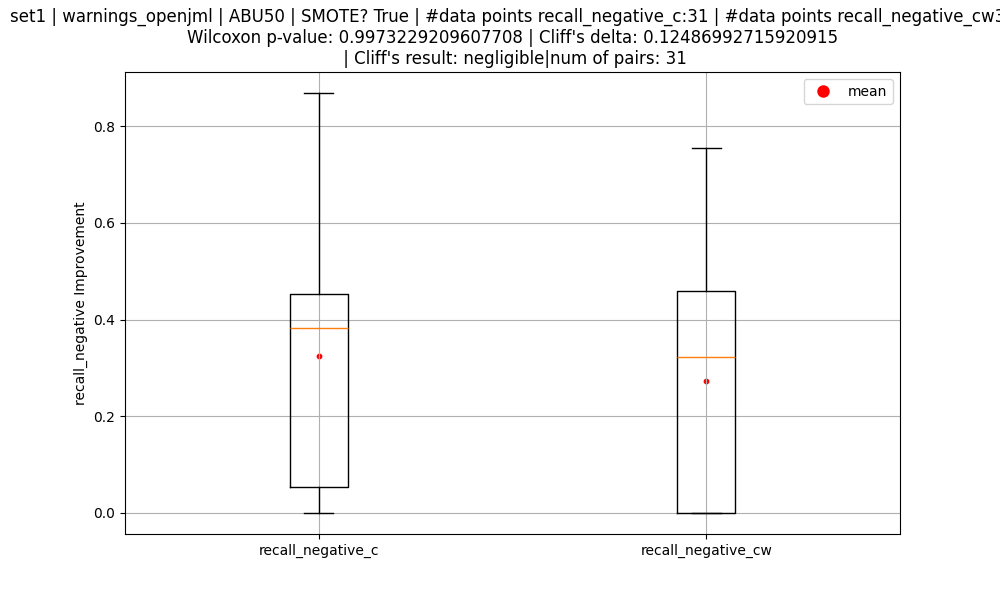 set1 | warnings_openjml | ABU50 | SMOTE? True | #data points recall_negative_c:31 | #data points recall_negative_cw
Wilcoxon p-value: 0.9973229209607708 | Cliff's delta: 0.12486992715920915
| Cliff's result: negligible|num of pairs: 31
mean
0.8
0.6
0.4
0.2
0.0
recall_negative Improvement
recall_negative_c
recall_negative_cw